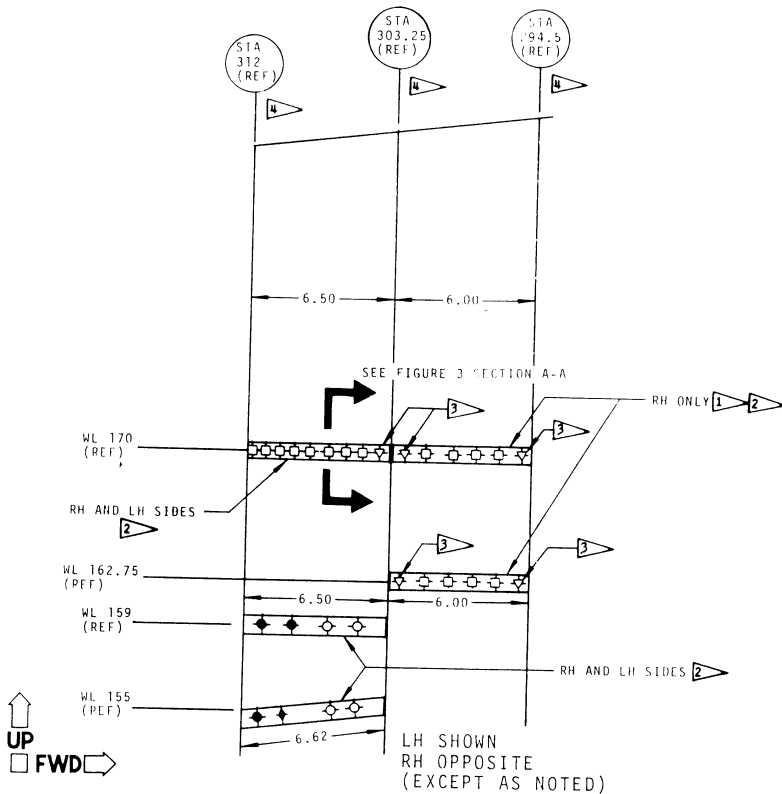 STA
312
(REF)
STA
303.25
(REF)
STA
294.5
(REF)
4
4
4
6.50
6.00
SEE FIGURE 3 SECTION A-A
3
RH ONLY
1
2
3
WL 170
(REF)
RH AND LH SIDES
2
3
3
WL 162.75
(REF)
6.50
6.00
WL 159
(REF)
RH AND LH SIDES
2
WL 155
(REF)
6.62
UP
FWD
LH SHOWN
RH OPPOSITE
(EXCEPT AS NOTED)